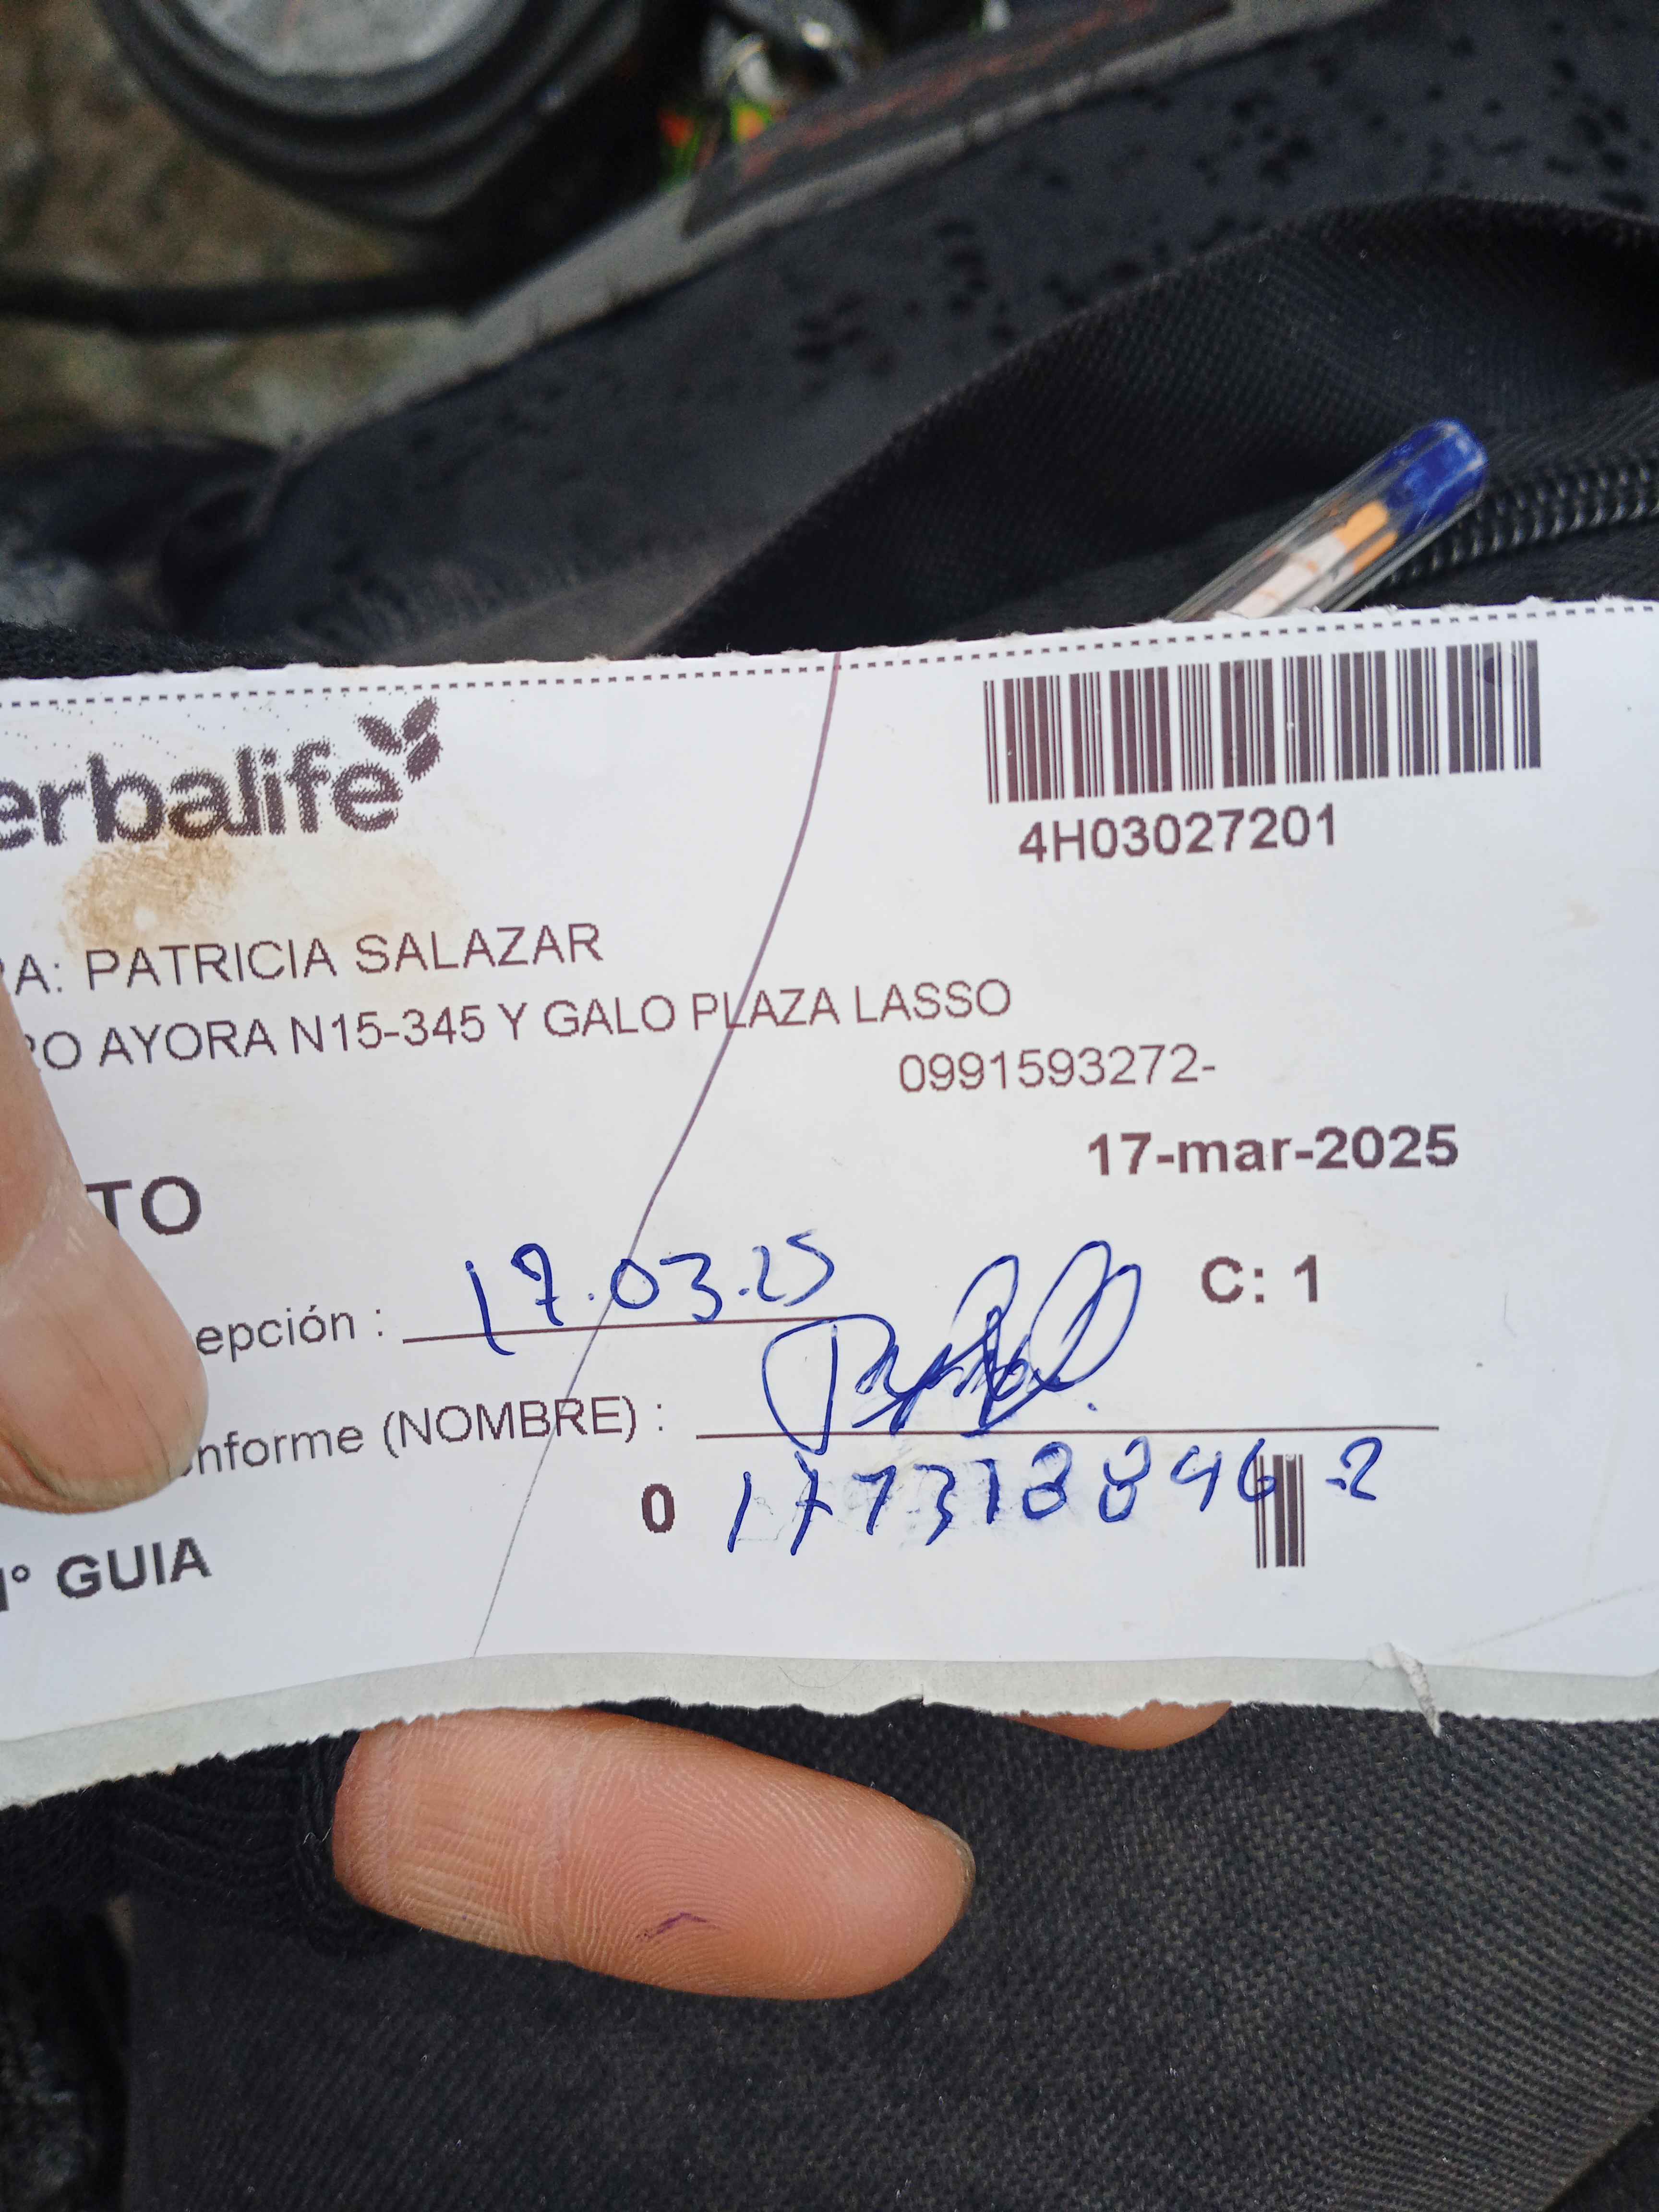 erbalife
4H03027201
A: PATRICIA SALAZAR
RO AYORA N15-345 Y GALO PLAZA LASSO
0991593272-
17-mar-2025
TO
C: 1
epción : 17.03.25
nforme (NOMBRE) :
0
N° GUIA